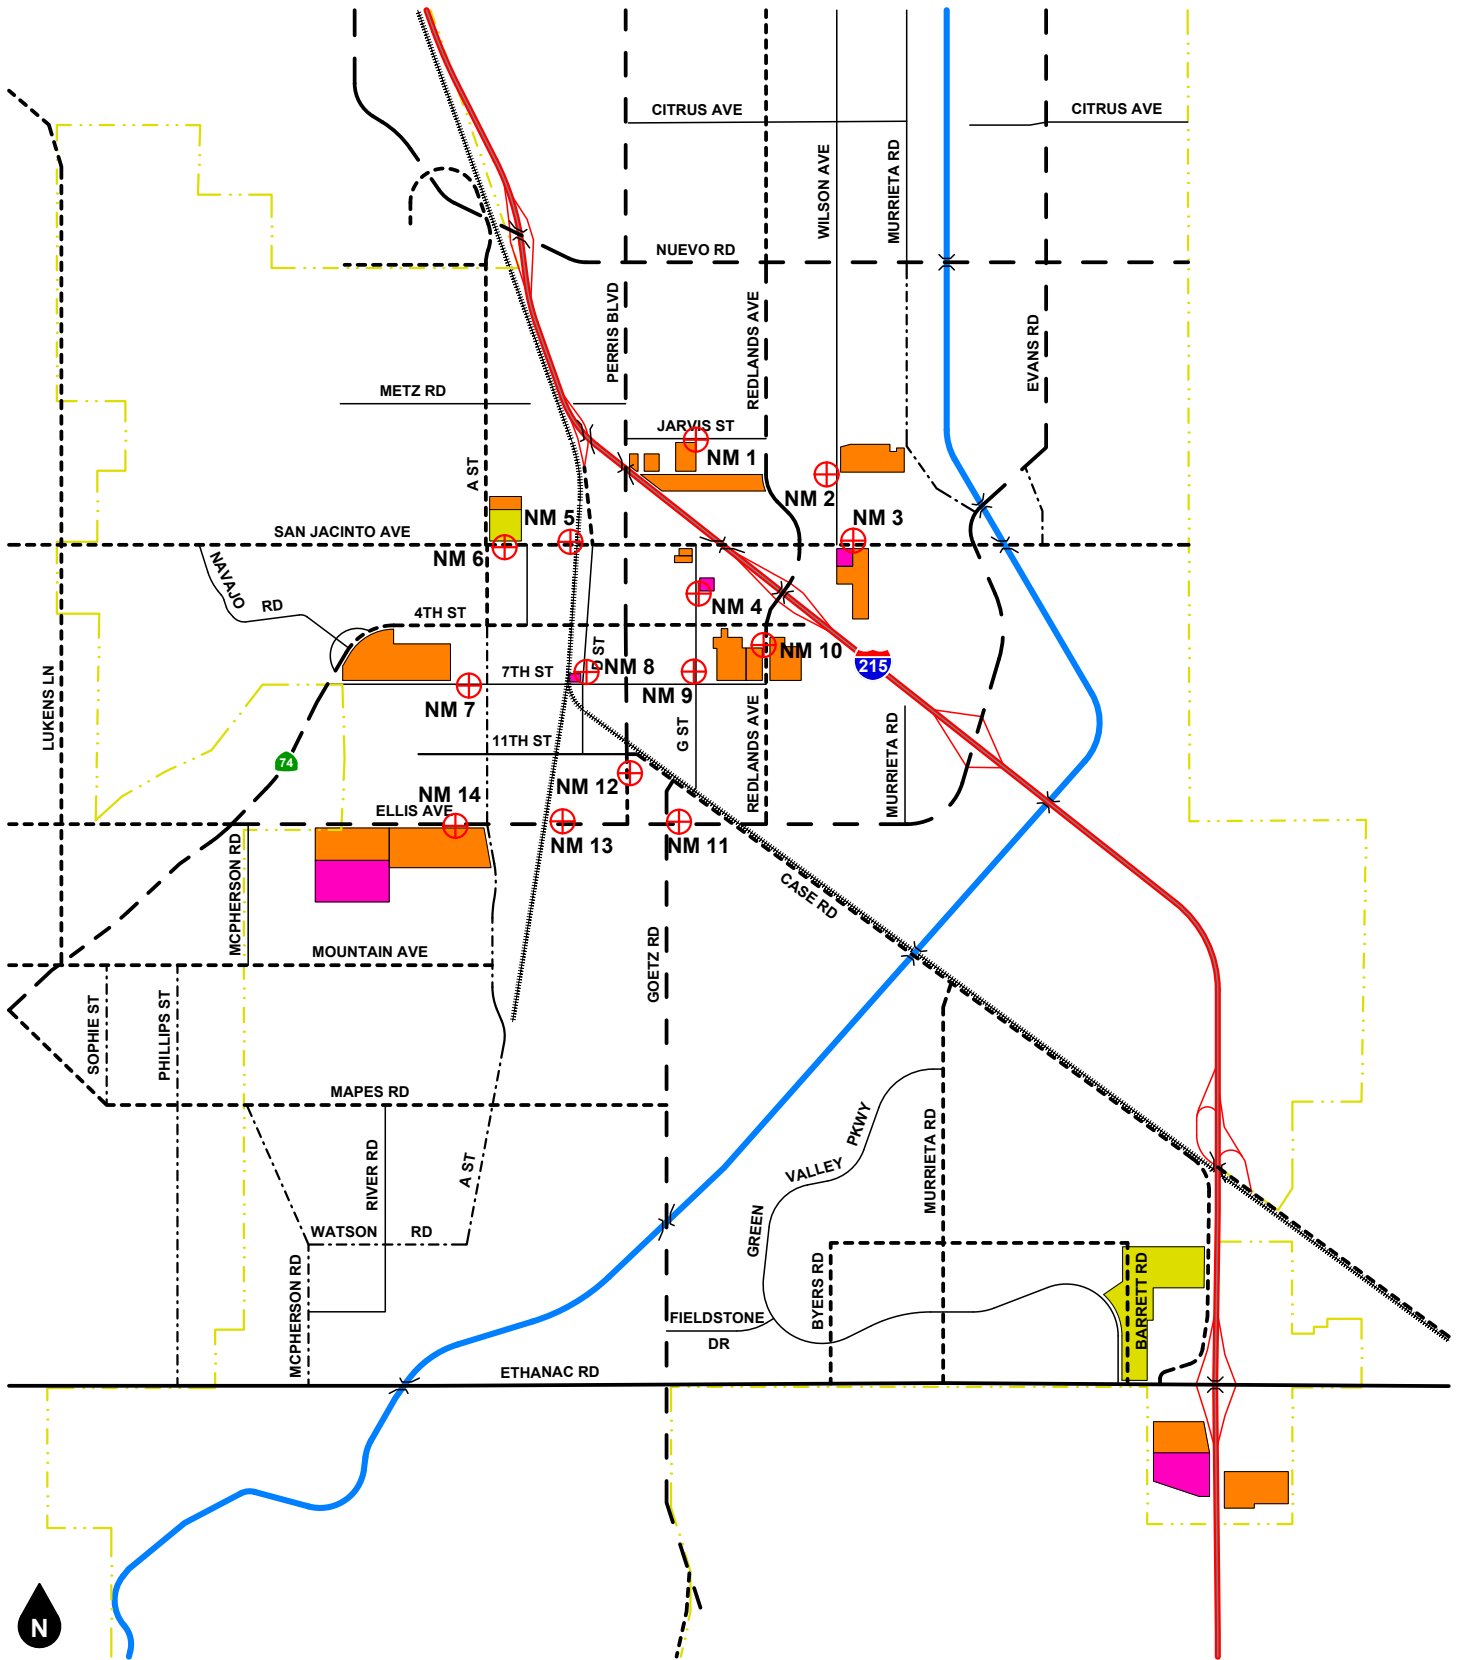 CITRUS AVE
CITRUS AVE
WILSON AVE
MURRIETA RD
NUEVO RD
PERRIS BLVD
REDLANDS AVE
EVANS RD
METZ RD
JARVIS ST
NM 1
A ST
NM 2
NM 5
NM 3
SAN JACINTO AVE
NM 6
NAVAJO
RD
4TH ST
NM 4
D ST
NM 8
NM 10
215
7TH ST
NM 7
NM 9
LUKENS LN
11TH ST
G ST
REDLANDS AVE
MURRIETA RD
74
NM 12
NM 14
ELLIS AVE
NM 13
NM 11
MCPHERSON RD
CASE RD
MOUNTAIN AVE
GOETZ RD
SOPHIE ST
PHILLIPS ST
MAPES RD
RIVER RD
A ST
PKWY
VALLEY
GREEN
MURRIETA RD
WATSON
RD
MCPHERSON RD
BYERS RD
BARRETT RD
FIELDSTONE
DR
ETHANAC RD
N